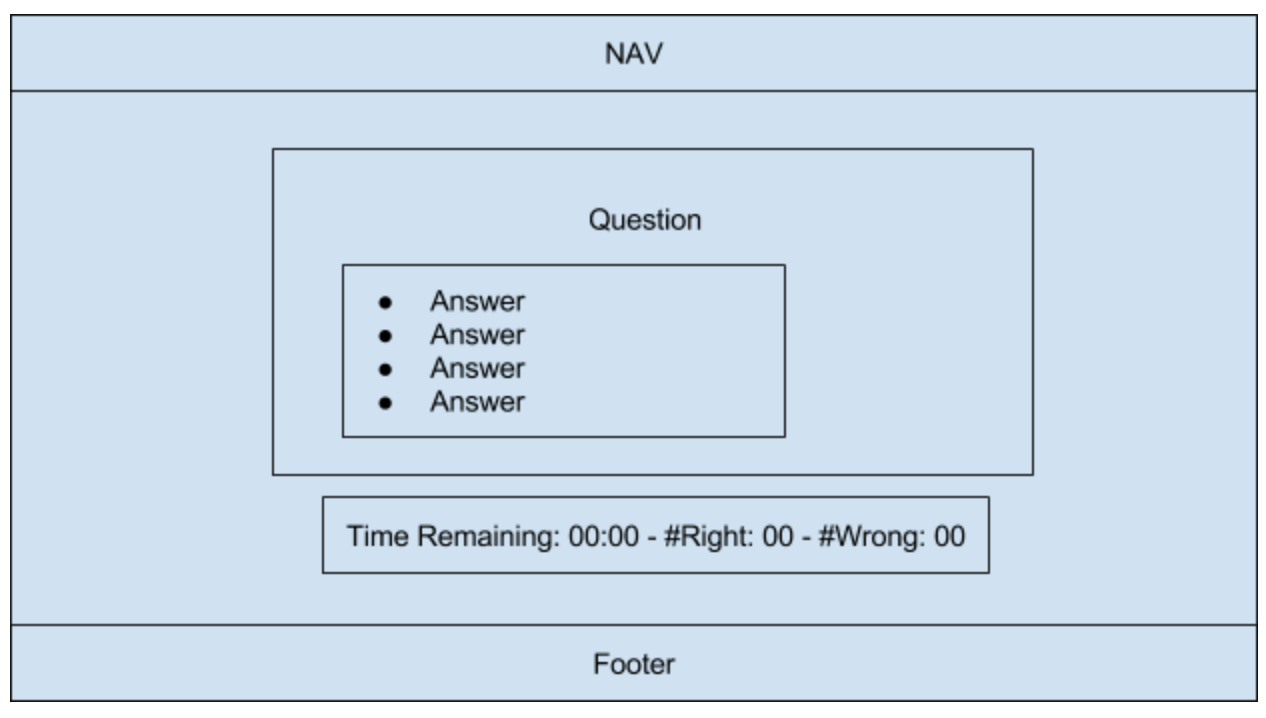 NAV
Question
● Answer
● Answer
● Answer
● Answer
Time Remaining: 00:00 - #Right: 00 - #Wrong: 00
Footer